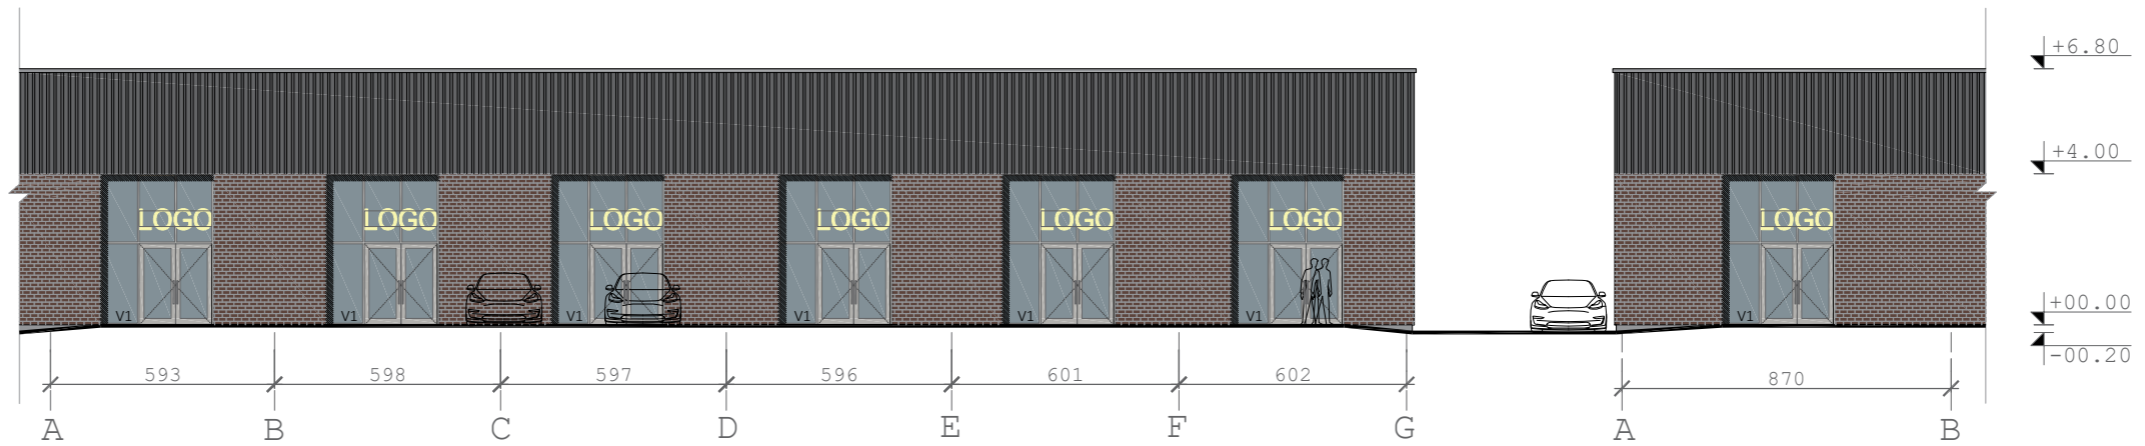 +6.80
+4.00
LOGO LOGO LOGO LOGO LOGO LOGO LOGO
V1 V1 V1 V1 V1 V1 V1
+00.00
-00.20
593 598 597 596 601 602 870
A B C D E F G A B